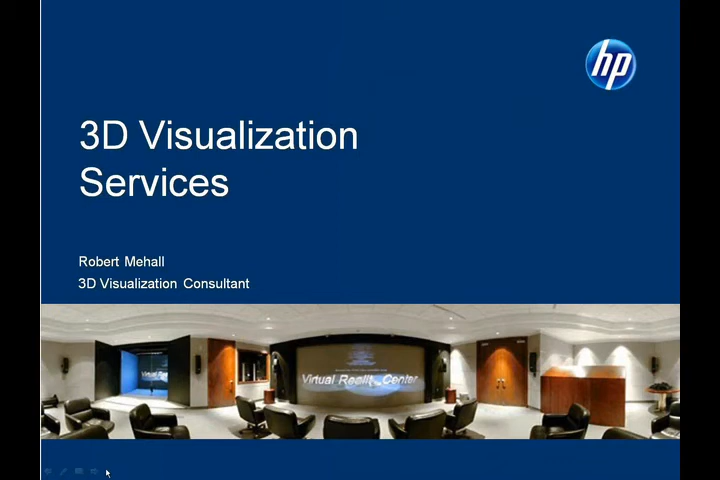 hp
3D Visualization
Services
Robert Mehall
3D Visualization Consultant
Virtual Reality Center